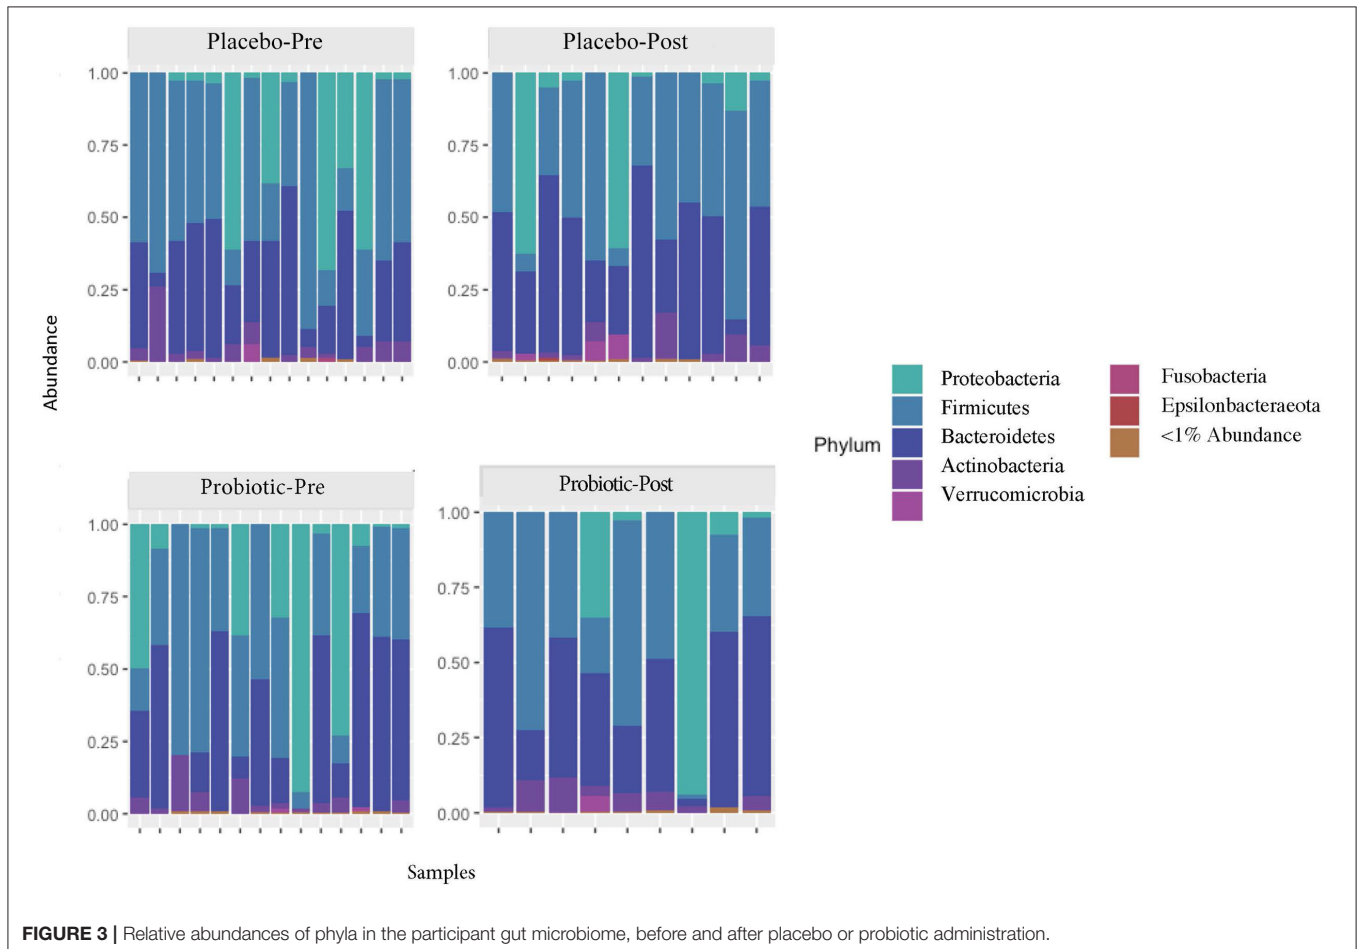 Placebo-Pre
Placebo-Post
1.00
0.75
0.50
0.25
0.00
1.00
0.75
0.50
0.25
0.00
Abundance
Probiotic-Pre
Probiotic-Post
1.00
0.75
0.50
0.25
0.00
1.00
0.75
0.50
0.25
0.00
Samples
Phylum
Proteobacteria
Firmicutes
Bacteroidetes
Actinobacteria
Verrucomicrobia
Fusobacteria
Epsilonbacteraeota
<1% Abundance
FIGURE 3 | Relative abundances of phyla in the participant gut microbiome, before and after placebo or probiotic administration.